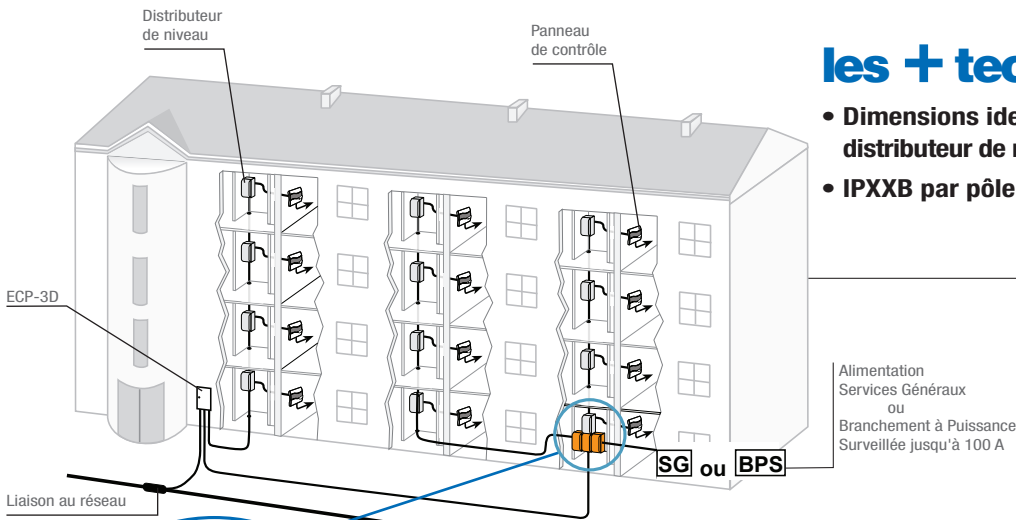 Distributeur
de niveau
Panneau
de contrôle
les + tec
• Dimensions ide
distributeur de
• IPXXB par pôle
ECP-3D
Alimentation
Services Généraux
ou
Branchement à Puissance
Surveillée jusqu'à 100 A
SG ou BPS
Liaison au réseau